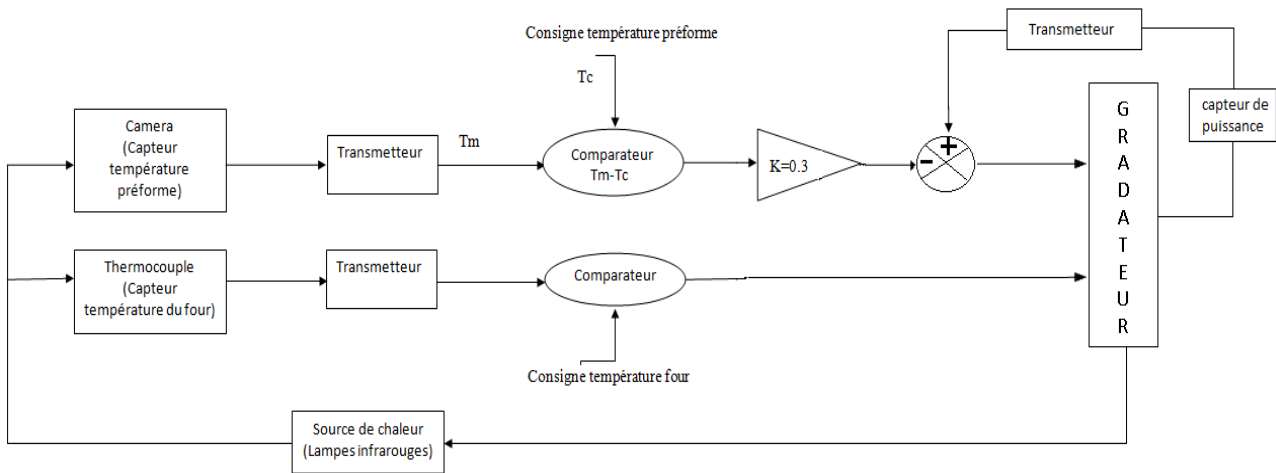 Consigne température préforme
Tc
Transmetteur
capteur de
puissance
Camera
(Capteur
température
préforme)
Transmetteur
Tm
Comparateur
Tm-Tc
K=0.3
-
+
G
R
A
D
A
T
E
U
R
Thermocouple
(Capteur
température du four)
Transmetteur
Comparateur
Consigne température four
Source de chaleur
(Lampes infrarouges)